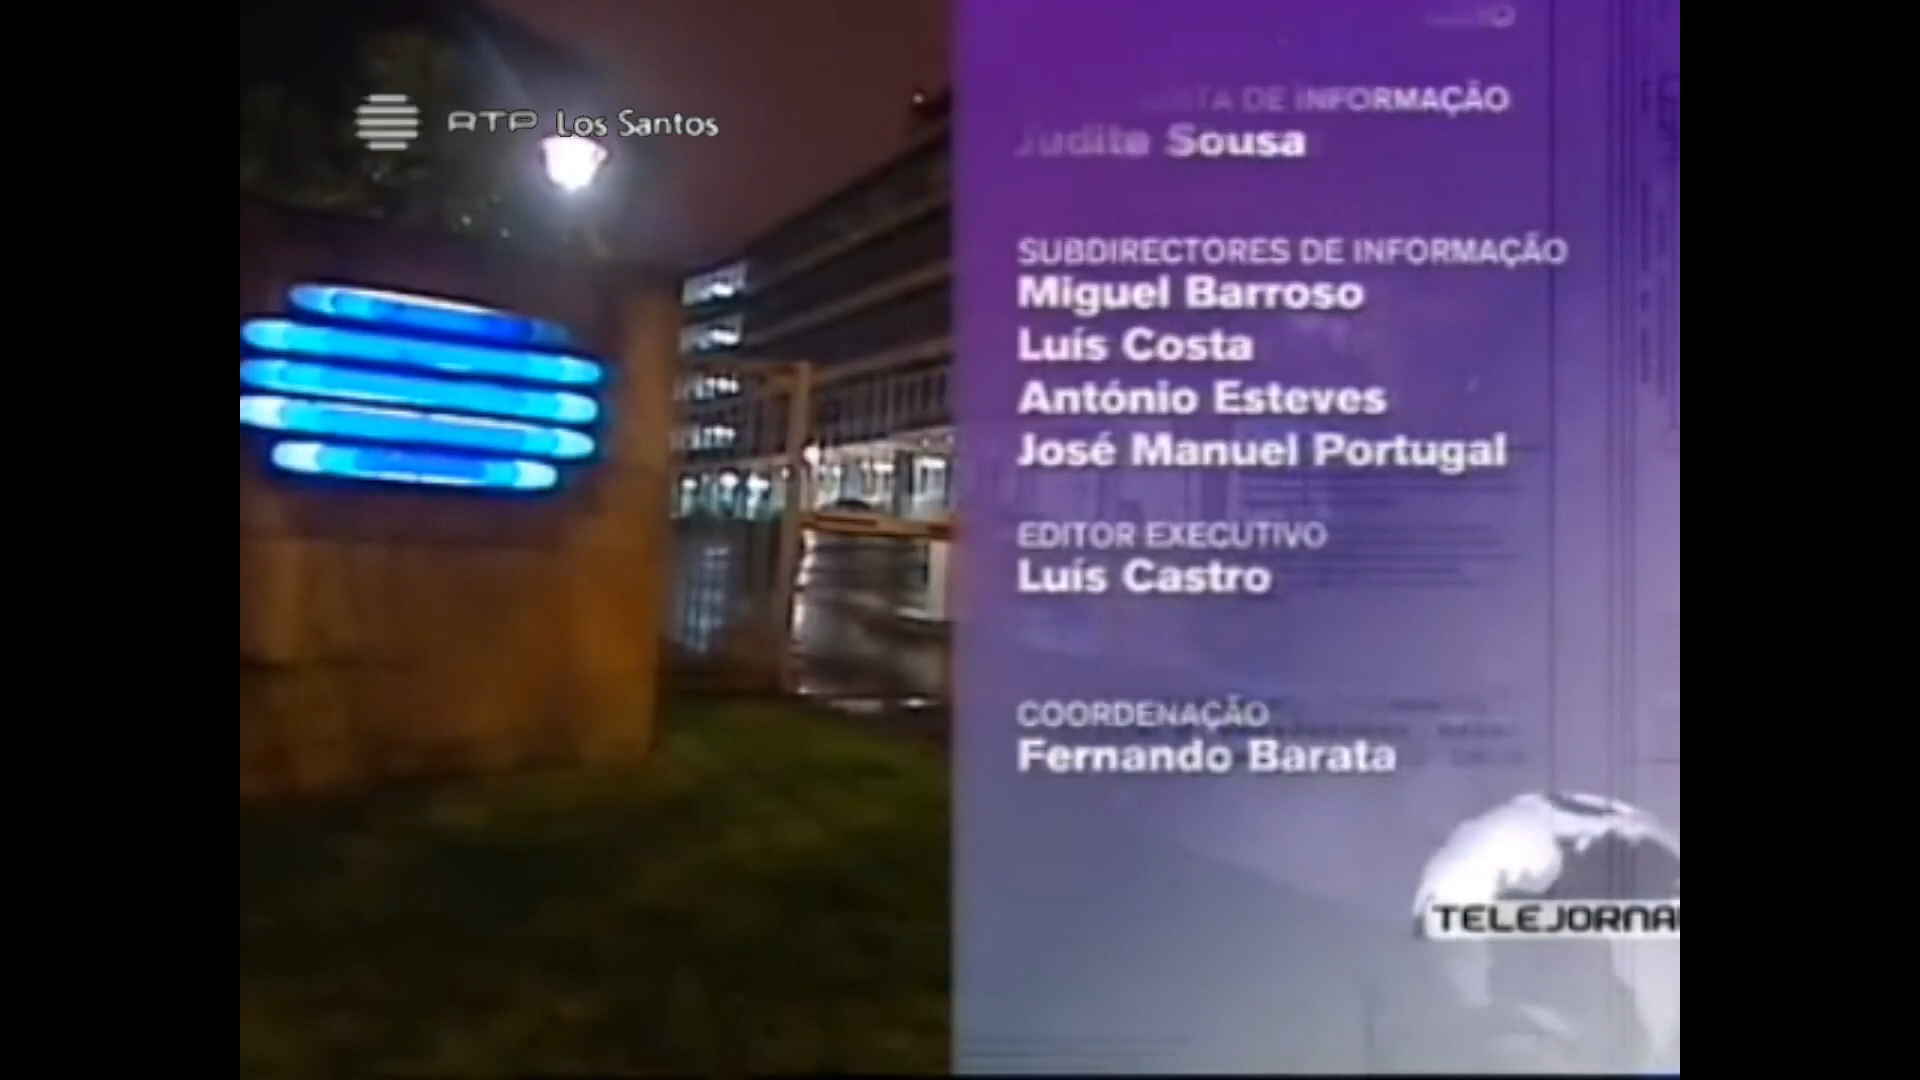 RTP Los Santos
DE INFORMAÇÃO
Judite Sousa
SUBDIRECTORES DE INFORMAÇÃO
Miguel Barroso
Luís Costa
António Esteves
José Manuel Portugal
EDITOR EXECUTIVO
Luís Castro
COORDENAÇÃO
Fernando Barata
TELEJORNA